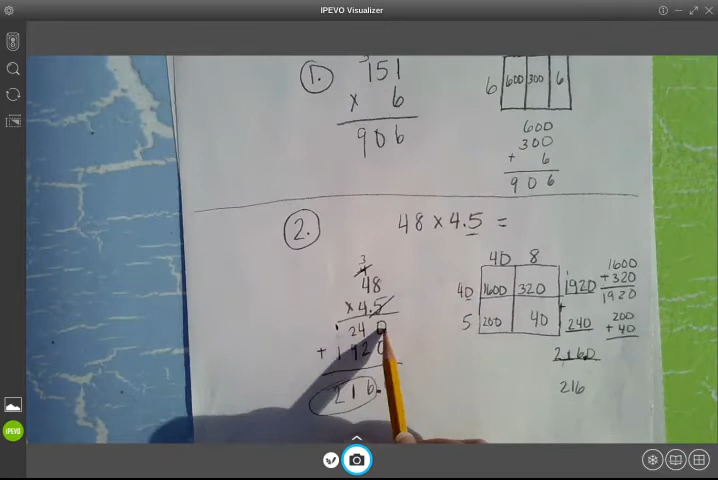 IPEVO Visualizer
1.
3
151
x 6
906
6 600 300 6
600
300
+ 6
906
2.
48 x 4.5 =
3
4
48
x 4.5
240
+ 1920
216.
40 8
40 1600 320 1920
5 200 40 + 240
2160
216
1600
+ 320
1920
200
+ 40
iPEVO